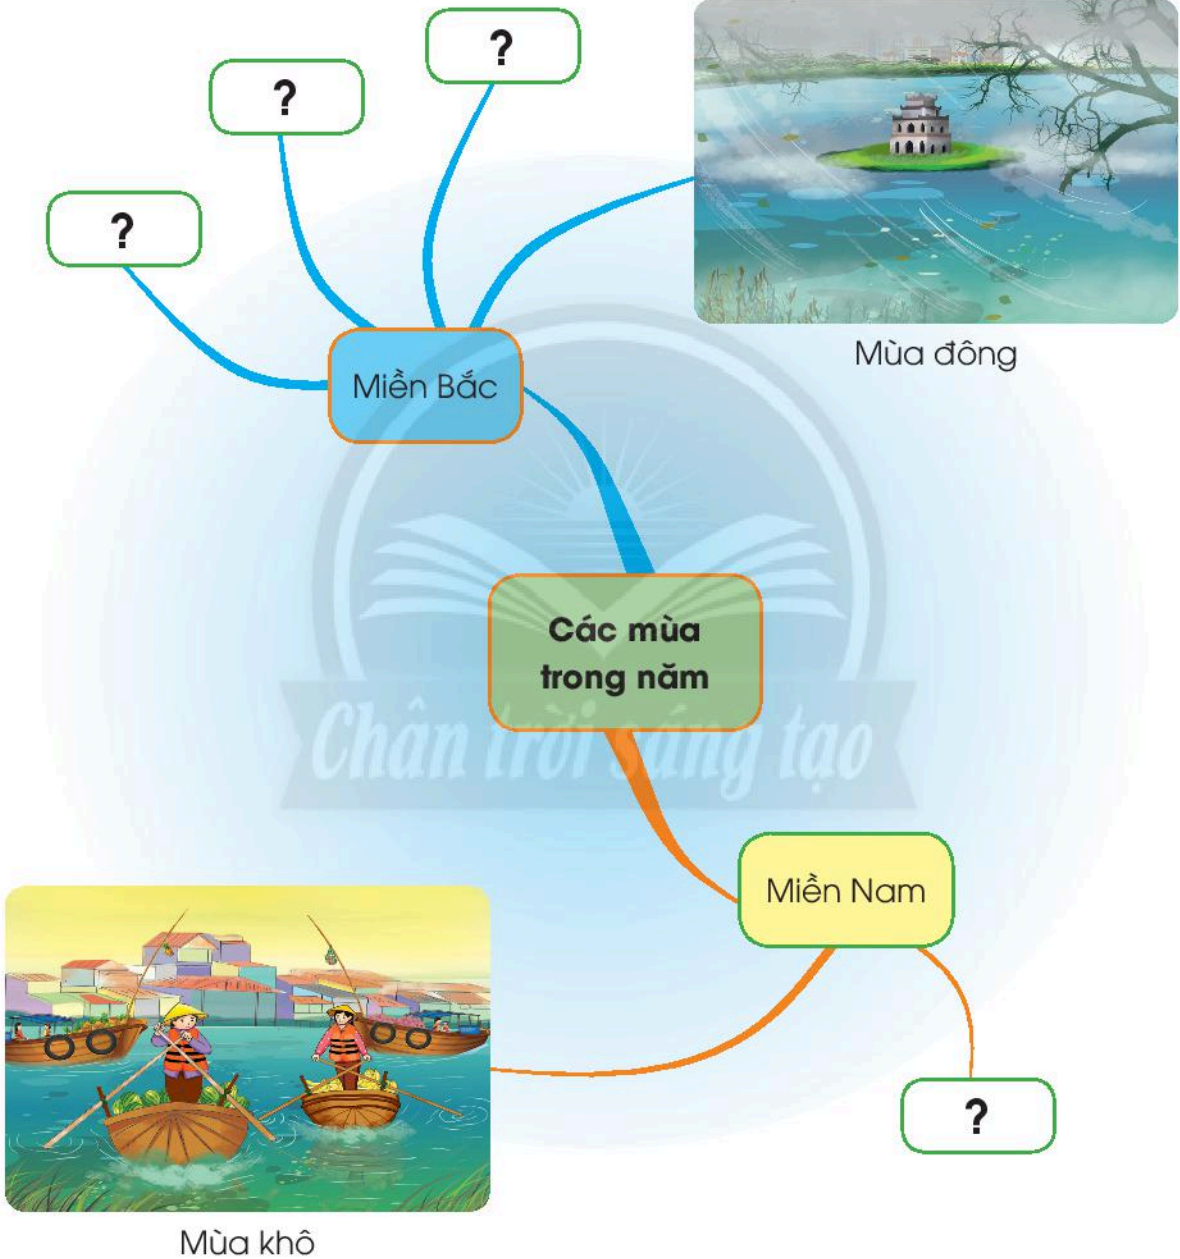 ?
?
?
Mùa đông
Miền Bắc
Các mùa
trong năm
Chân trời sáng tạo
Miền Nam
?
Mùa khô